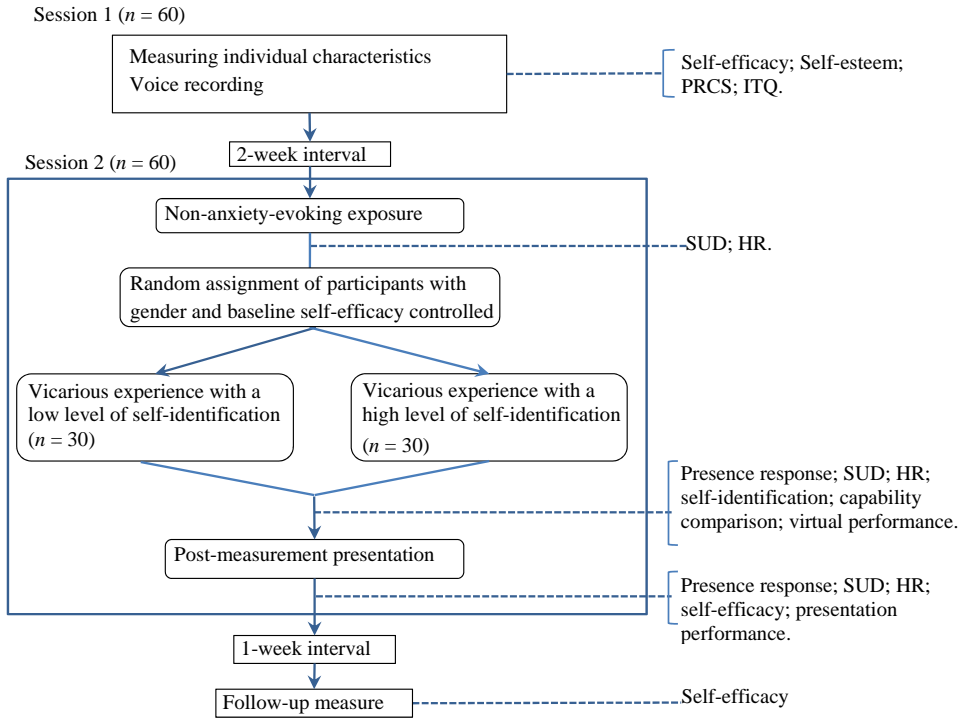 Session 1 (n = 60)
Measuring individual characteristics
Voice recording
Self-efficacy; Self-esteem;
PRCS; ITQ.
2-week interval
Session 2 (n = 60)
Non-anxiety-evoking exposure
SUD; HR.
Random assignment of participants with
gender and baseline self-efficacy controlled
Vicarious experience with a
low level of self-identification
(n = 30)
Vicarious experience with a
high level of self-identification
(n = 30)
Presence response; SUD; HR;
self-identification; capability
comparison; virtual performance.
Post-measurement presentation
Presence response; SUD; HR;
self-efficacy; presentation
performance.
1-week interval
Follow-up measure
Self-efficacy